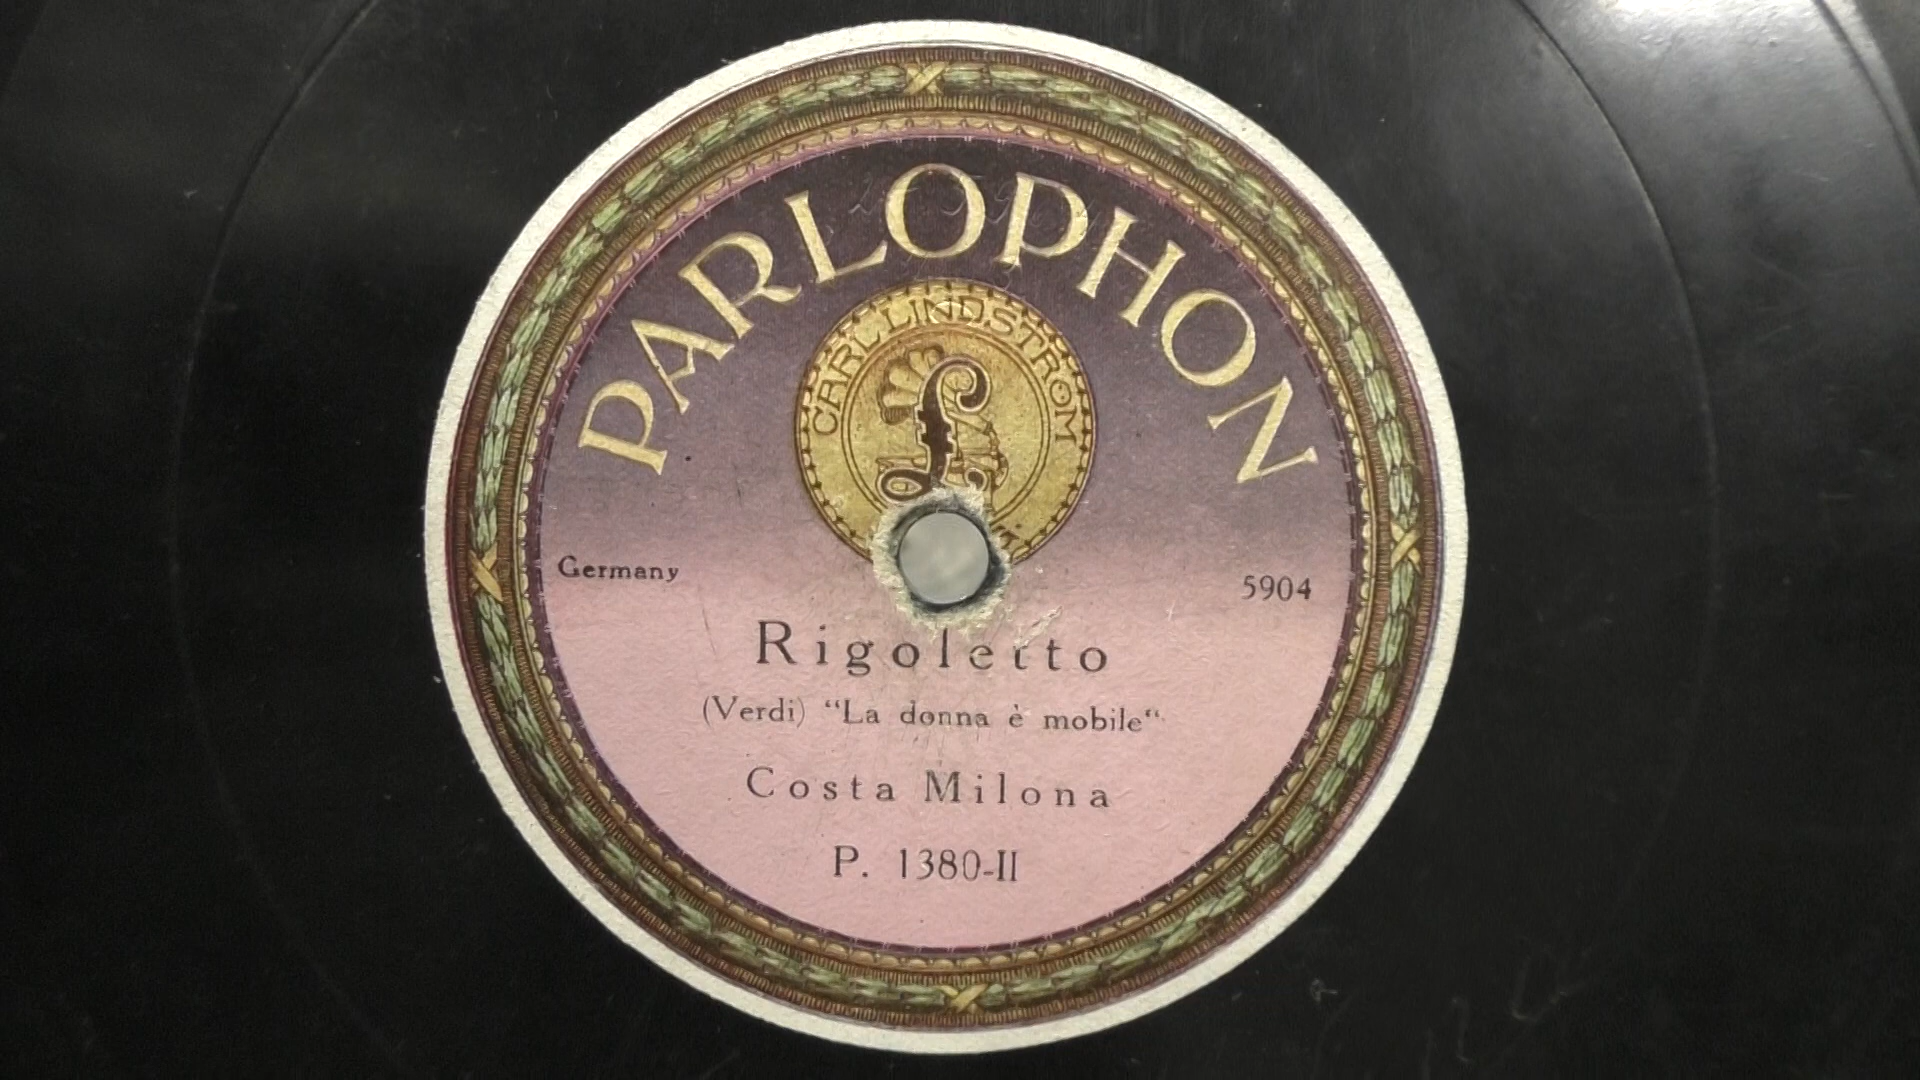 PARLOPHON
CARL LINDSTRÖM
Germany
5904
Rigoletto
(Verdi) “La donna è mobile“
Costa Milona
P. 1380-II